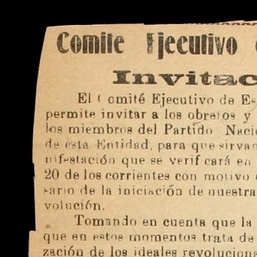 Comite Ejecutivo
Invitac
El Comité Ejecutivo de Es
permite invitar a los obreros y
los miembros del Partido Naci
de esta Entidad, para que sirvan
nifestación que se verificará en
20 de los corrientes con motivo
sario de la iniciación de nuestra
volución.
Tomando en cuenta que la
que en estos momentos trata de
zación de los ideales revoluciona